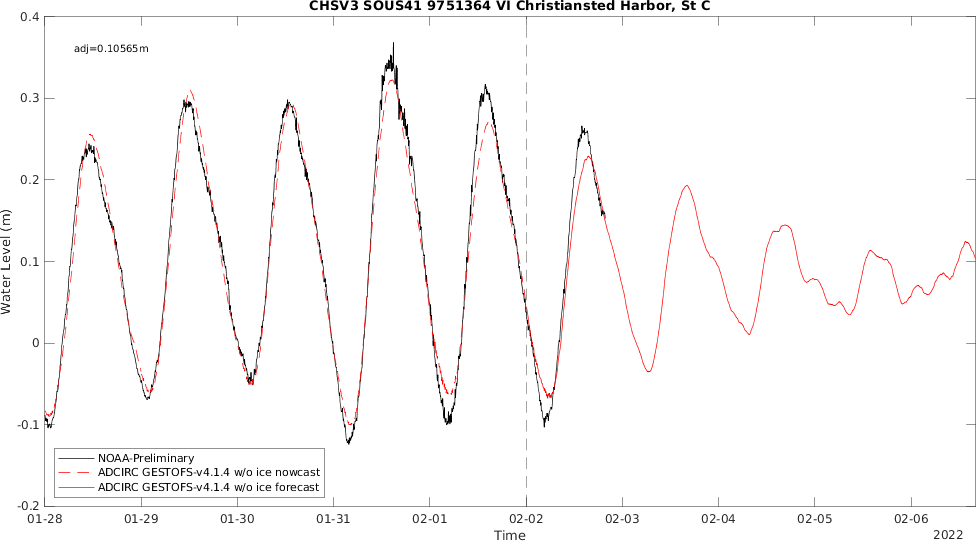 CHSV3 SOUS41 9751364 VI Christiansted Harbor, St C
adj=0.10565m
0.4
0.3
0.2
0.1
0
-0.1
-0.2
Water Level (m)
NOAA-Preliminary
ADCIRC GESTOFS-v4.1.4 w/o ice nowcast
ADCIRC GESTOFS-v4.1.4 w/o ice forecast
01-28 01-29 01-30 01-31 02-01 02-02 02-03 02-04 02-05 02-06
Time
2022